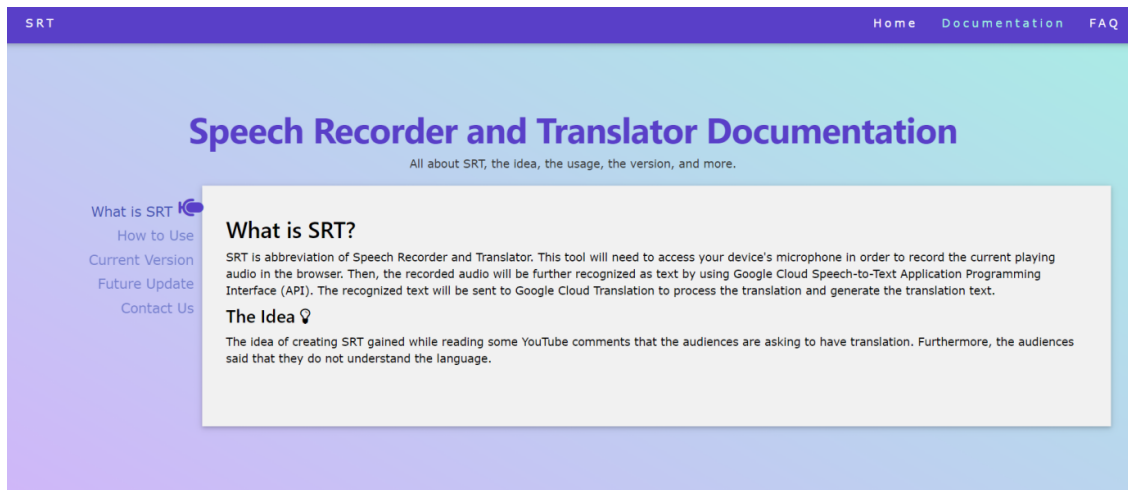 SRT
Home Documentation FAQ
Speech Recorder and Translator Documentation
All about SRT, the idea, the usage, the version, and more.
What is SRT
How to Use
Current Version
Future Update
Contact Us
What is SRT?
SRT is abbreviation of Speech Recorder and Translator. This tool will need to access your device's microphone in order to record the current playing
audio in the browser. Then, the recorded audio will be further recognized as text by using Google Cloud Speech-to-Text Application Programming
Interface (API). The recognized text will be sent to Google Cloud Translation to process the translation and generate the translation text.
The Idea
The idea of creating SRT gained while reading some YouTube comments that the audiences are asking to have translation. Furthermore, the audiences
said that they do not understand the language.